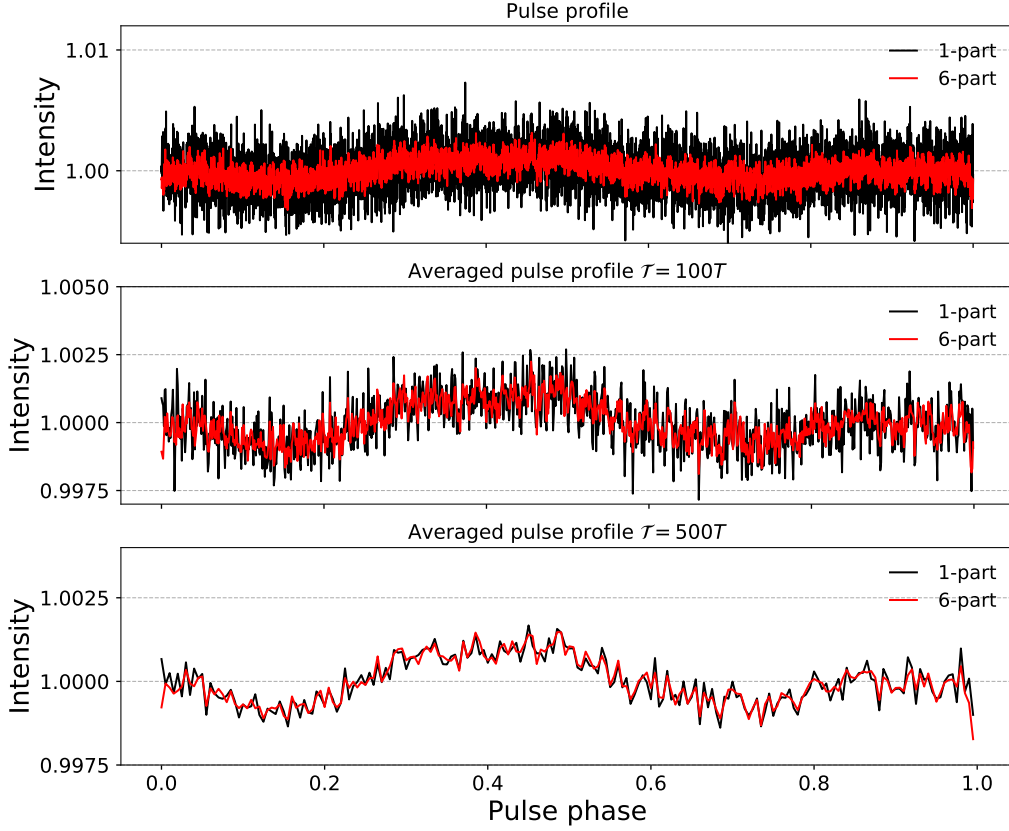 Pulse profile
1.01
1.00
Intensity
1-part
6-part
Averaged pulse profile 𝒯 = 100T
1.0050
1.0025
1.0000
0.9975
Intensity
1-part
6-part
Averaged pulse profile 𝒯 = 500T
1.0025
1.0000
0.9975
Intensity
1-part
6-part
0.0 0.2 0.4 0.6 0.8 1.0
Pulse phase